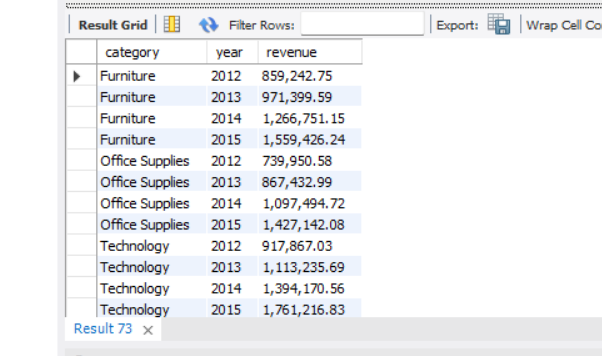 Result Grid Filter Rows: Export: Wrap Cell Co
category year revenue
Furniture 2012 859,242.75
Furniture 2013 971,399.59
Furniture 2014 1,266,751.15
Furniture 2015 1,559,426.24
Office Supplies 2012 739,950.58
Office Supplies 2013 867,432.99
Office Supplies 2014 1,097,494.72
Office Supplies 2015 1,427,142.08
Technology 2012 917,867.03
Technology 2013 1,113,235.69
Technology 2014 1,394,170.56
Technology 2015 1,761,216.83
Result 73